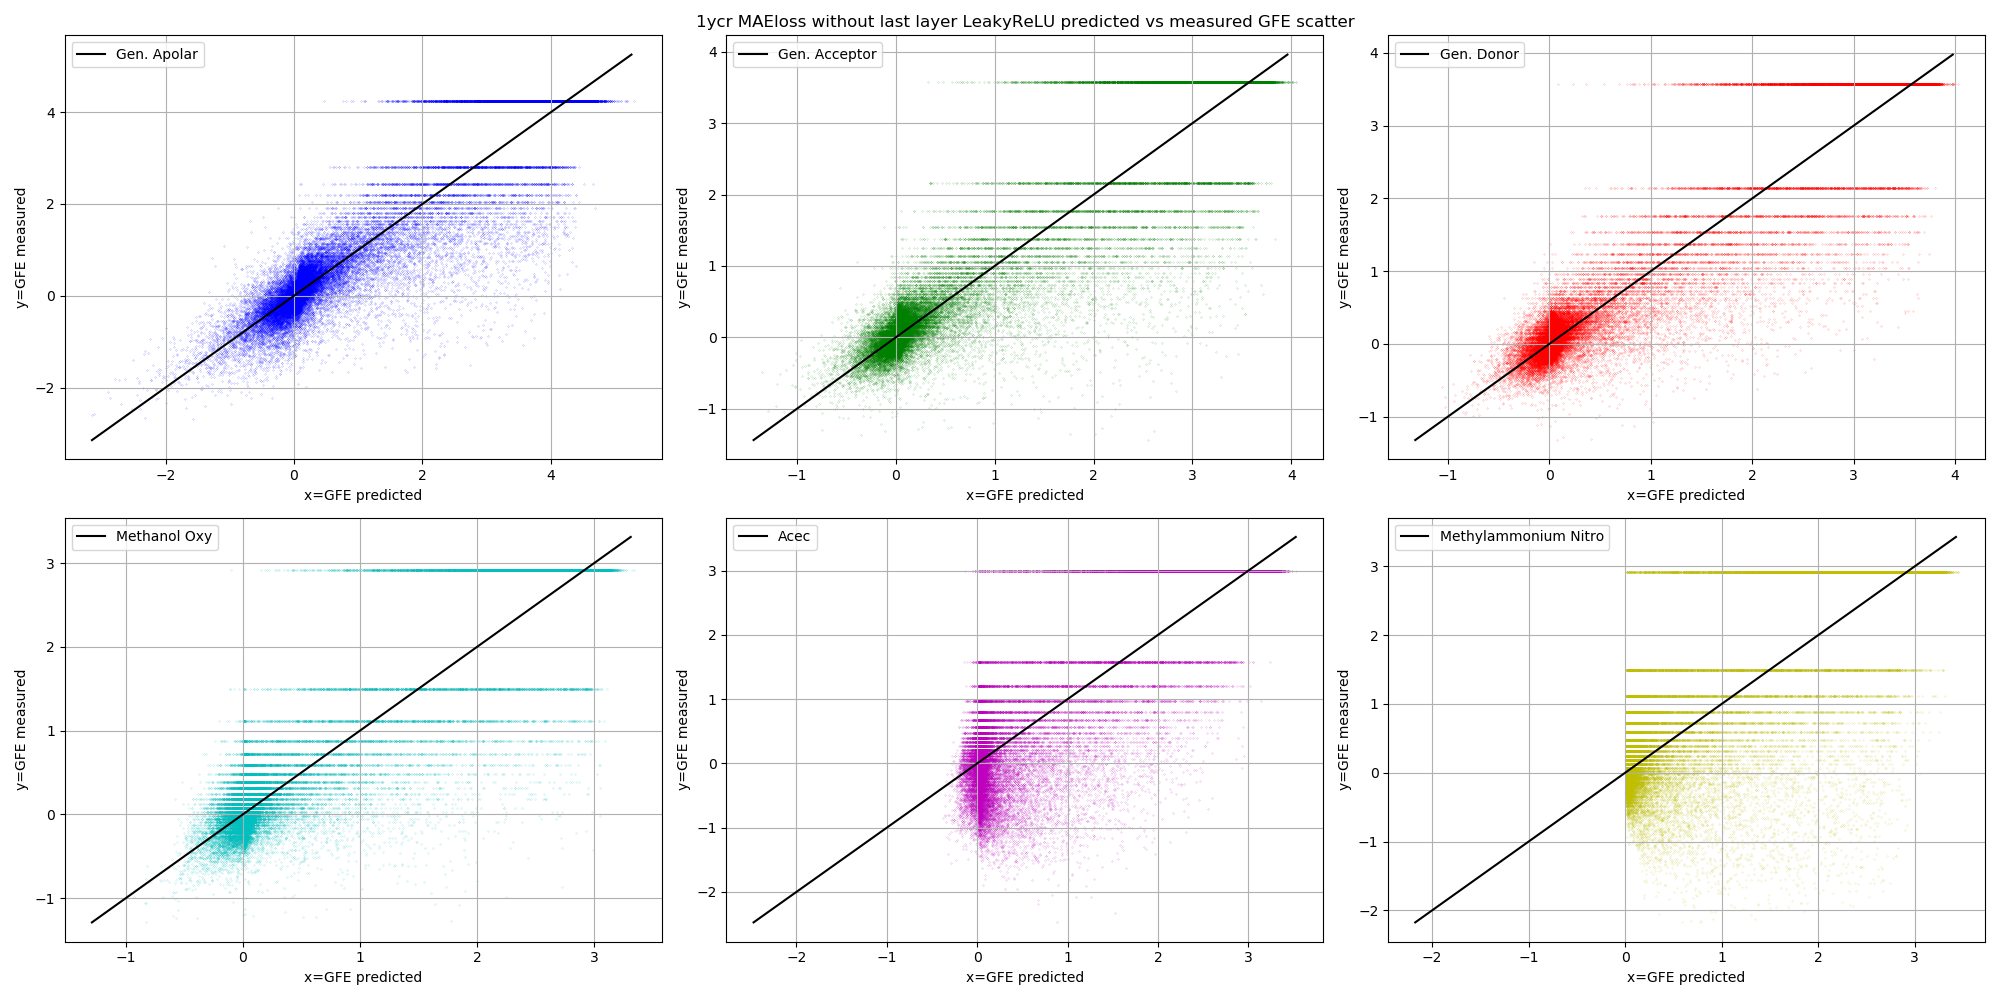 1ycr MAEloss without last layer LeakyReLU predicted vs measured GFE scatter
Gen. Apolar
4
2
0
−2
y=GFE measured
−2 0 2 4
x=GFE predicted
Gen. Acceptor
4
3
2
1
0
−1
y=GFE measured
−1 0 1 2 3 4
x=GFE predicted
Gen. Donor
4
3
2
1
0
−1
y=GFE measured
−1 0 1 2 3 4
x=GFE predicted
Methanol Oxy
3
2
1
0
−1
y=GFE measured
−1 0 1 2 3
x=GFE predicted
Acec
3
2
1
0
−1
−2
y=GFE measured
−2 −1 0 1 2 3
x=GFE predicted
Methylammonium Nitro
3
2
1
0
−1
−2
y=GFE measured
−2 −1 0 1 2 3
x=GFE predicted